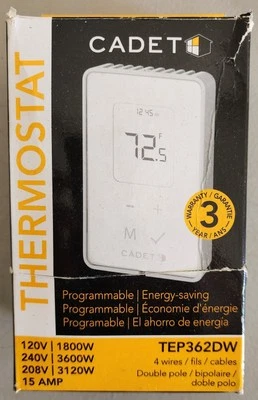 CADET
THERMOSTAT
12:45 PM
72.5 F
M
CADET
WARRANTY / GARANTIE
3
YEAR / ANS
Programmable | Energy-saving
Programmable | Économie d'énergie
Programable | El ahorro de energía
120V | 1800W
240V | 3600W
208V | 3120W
15 AMP
TEP362DW
4 wires / fils / cables
Double pole / bipolaire /
doble polo